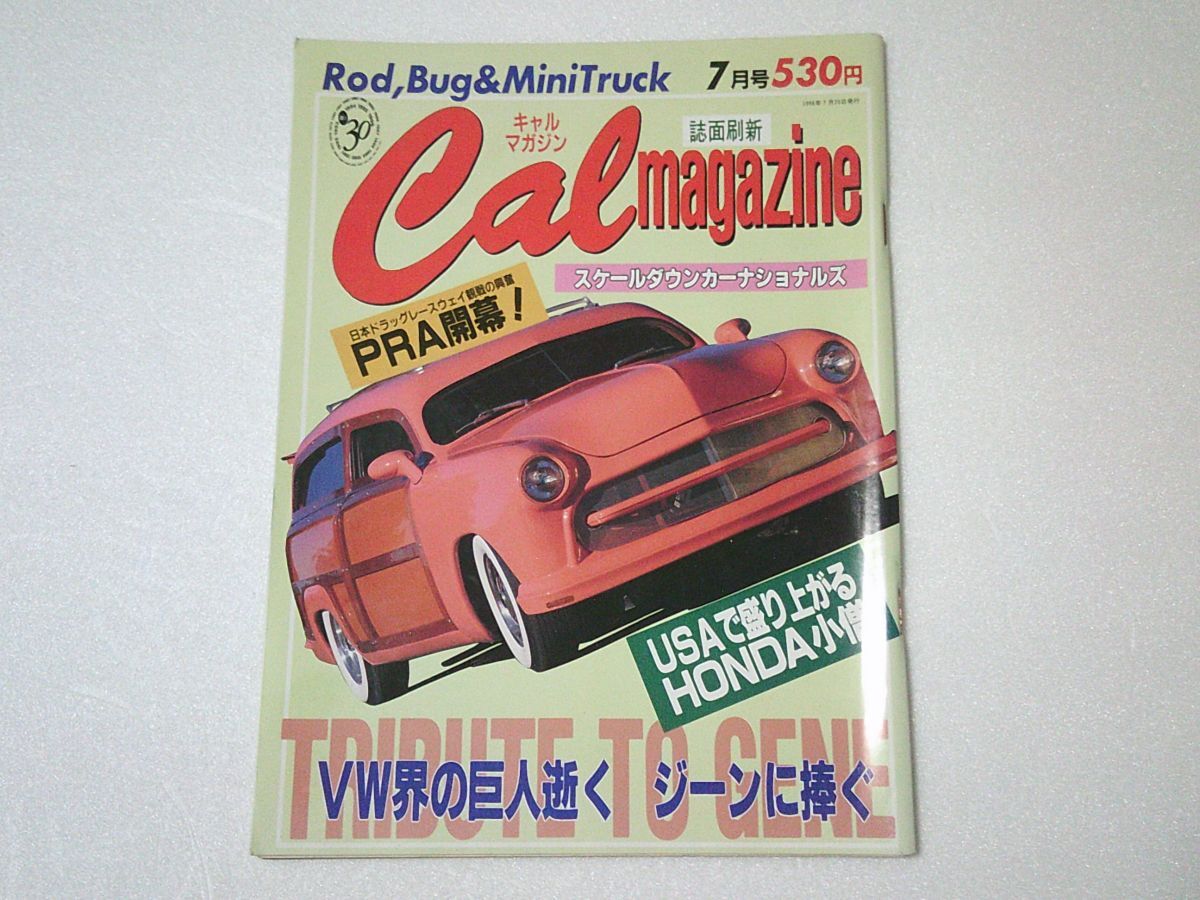 Rod,Bug&MiniTruck
7月号530円
キャル
マガジン
誌面刷新
30
Cal magazine
スケールダウンカーナショナルズ
日本ドラッグレースウェイ観戦の興奮
PRA開幕!
USAで盛り上がる
HONDA小僧
TRIBUTE TO GENE
VW界の巨人逝く ジーンに捧ぐ